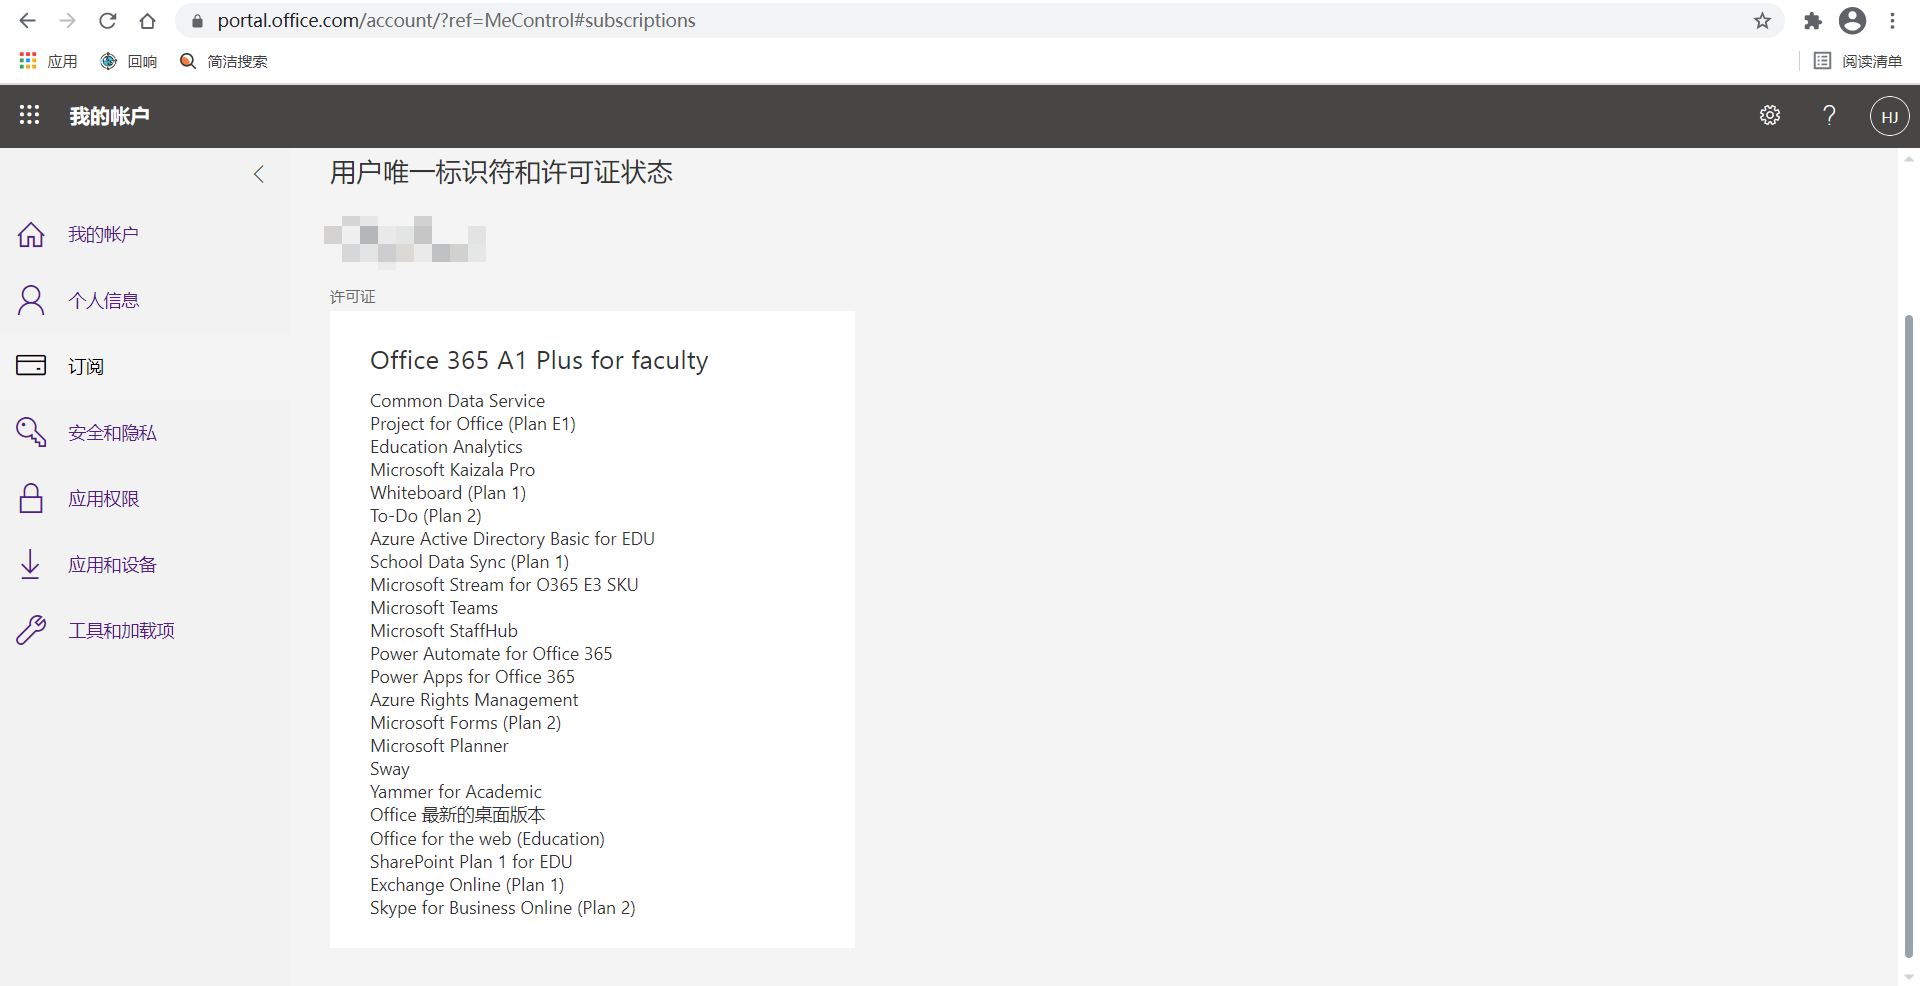 portal.office.com/account/?ref=MeControl#subscriptions
应用
回响
简洁搜索
阅读清单
我的帐户
?
HJ
用户唯一标识符和许可证状态
我的帐户
个人信息
订阅
安全和隐私
应用权限
应用和设备
工具和加载项
许可证
Office 365 A1 Plus for faculty
Common Data Service
Project for Office (Plan E1)
Education Analytics
Microsoft Kaizala Pro
Whiteboard (Plan 1)
To-Do (Plan 2)
Azure Active Directory Basic for EDU
School Data Sync (Plan 1)
Microsoft Stream for O365 E3 SKU
Microsoft Teams
Microsoft StaffHub
Power Automate for Office 365
Power Apps for Office 365
Azure Rights Management
Microsoft Forms (Plan 2)
Microsoft Planner
Sway
Yammer for Academic
Office 最新的桌面版本
Office for the web (Education)
SharePoint Plan 1 for EDU
Exchange Online (Plan 1)
Skype for Business Online (Plan 2)